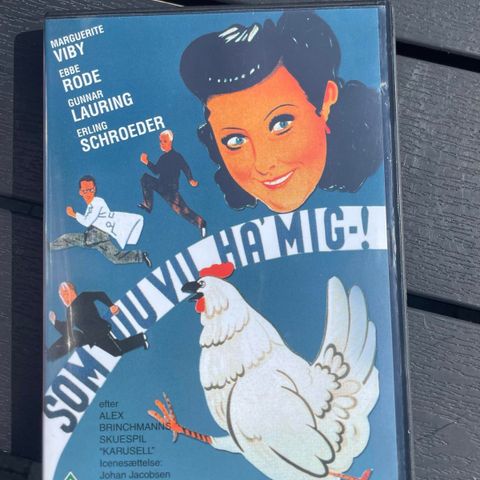 MARGUERITE
VIBY
EBBE
RODE
GUNNAR
LAURING
ERLING
SCHROEDER
SOM DU VIL HA' MIG-!
efter
ALEX
BRINCHMANNS
SKUESPIL
"KARUSELL"
Icenesættelse:
Johan Jacobsen